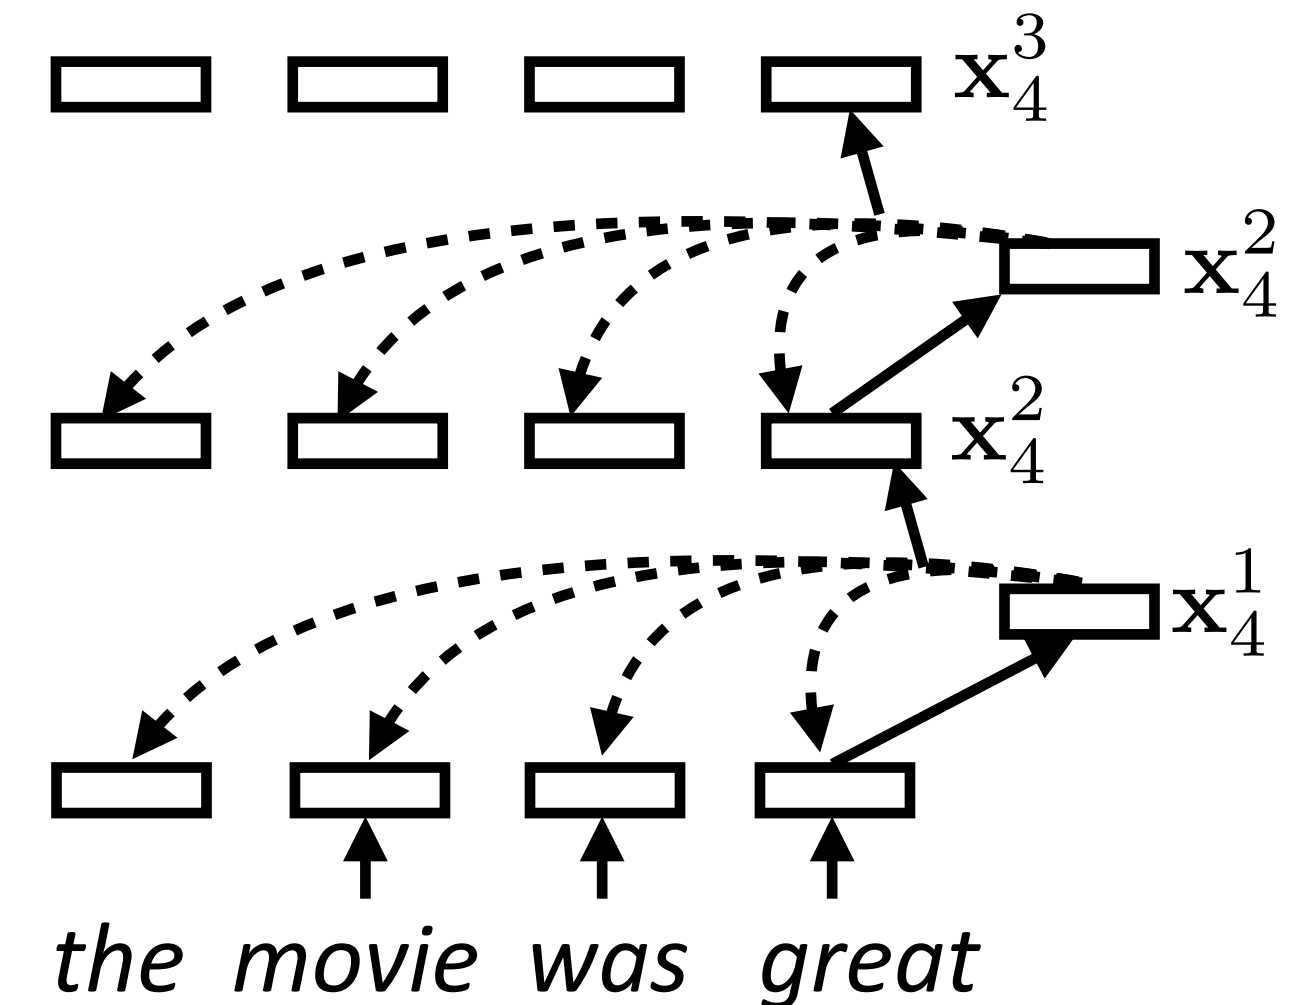 x₄³
x₄²
x₄²
x₄¹
the movie was great